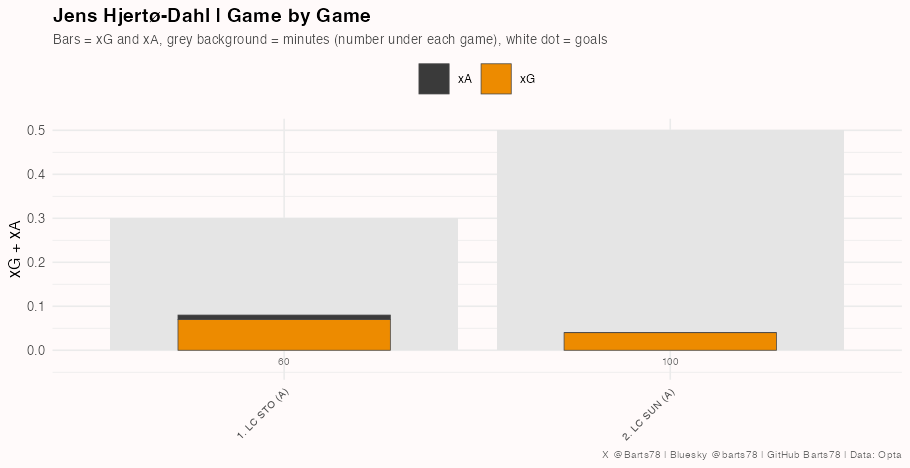 Jens Hjertø-Dahl | Game by Game
Bars = xG and xA, grey background = minutes (number under each game), white dot = goals
xA xG
xG + xA
0.5
0.4
0.3
0.2
0.1
0.0
60 100
1. LC STO (A) 2. LC SUN (A)
X @Barts78 | Bluesky @barts78 | GitHub Barts78 | Data: Opta